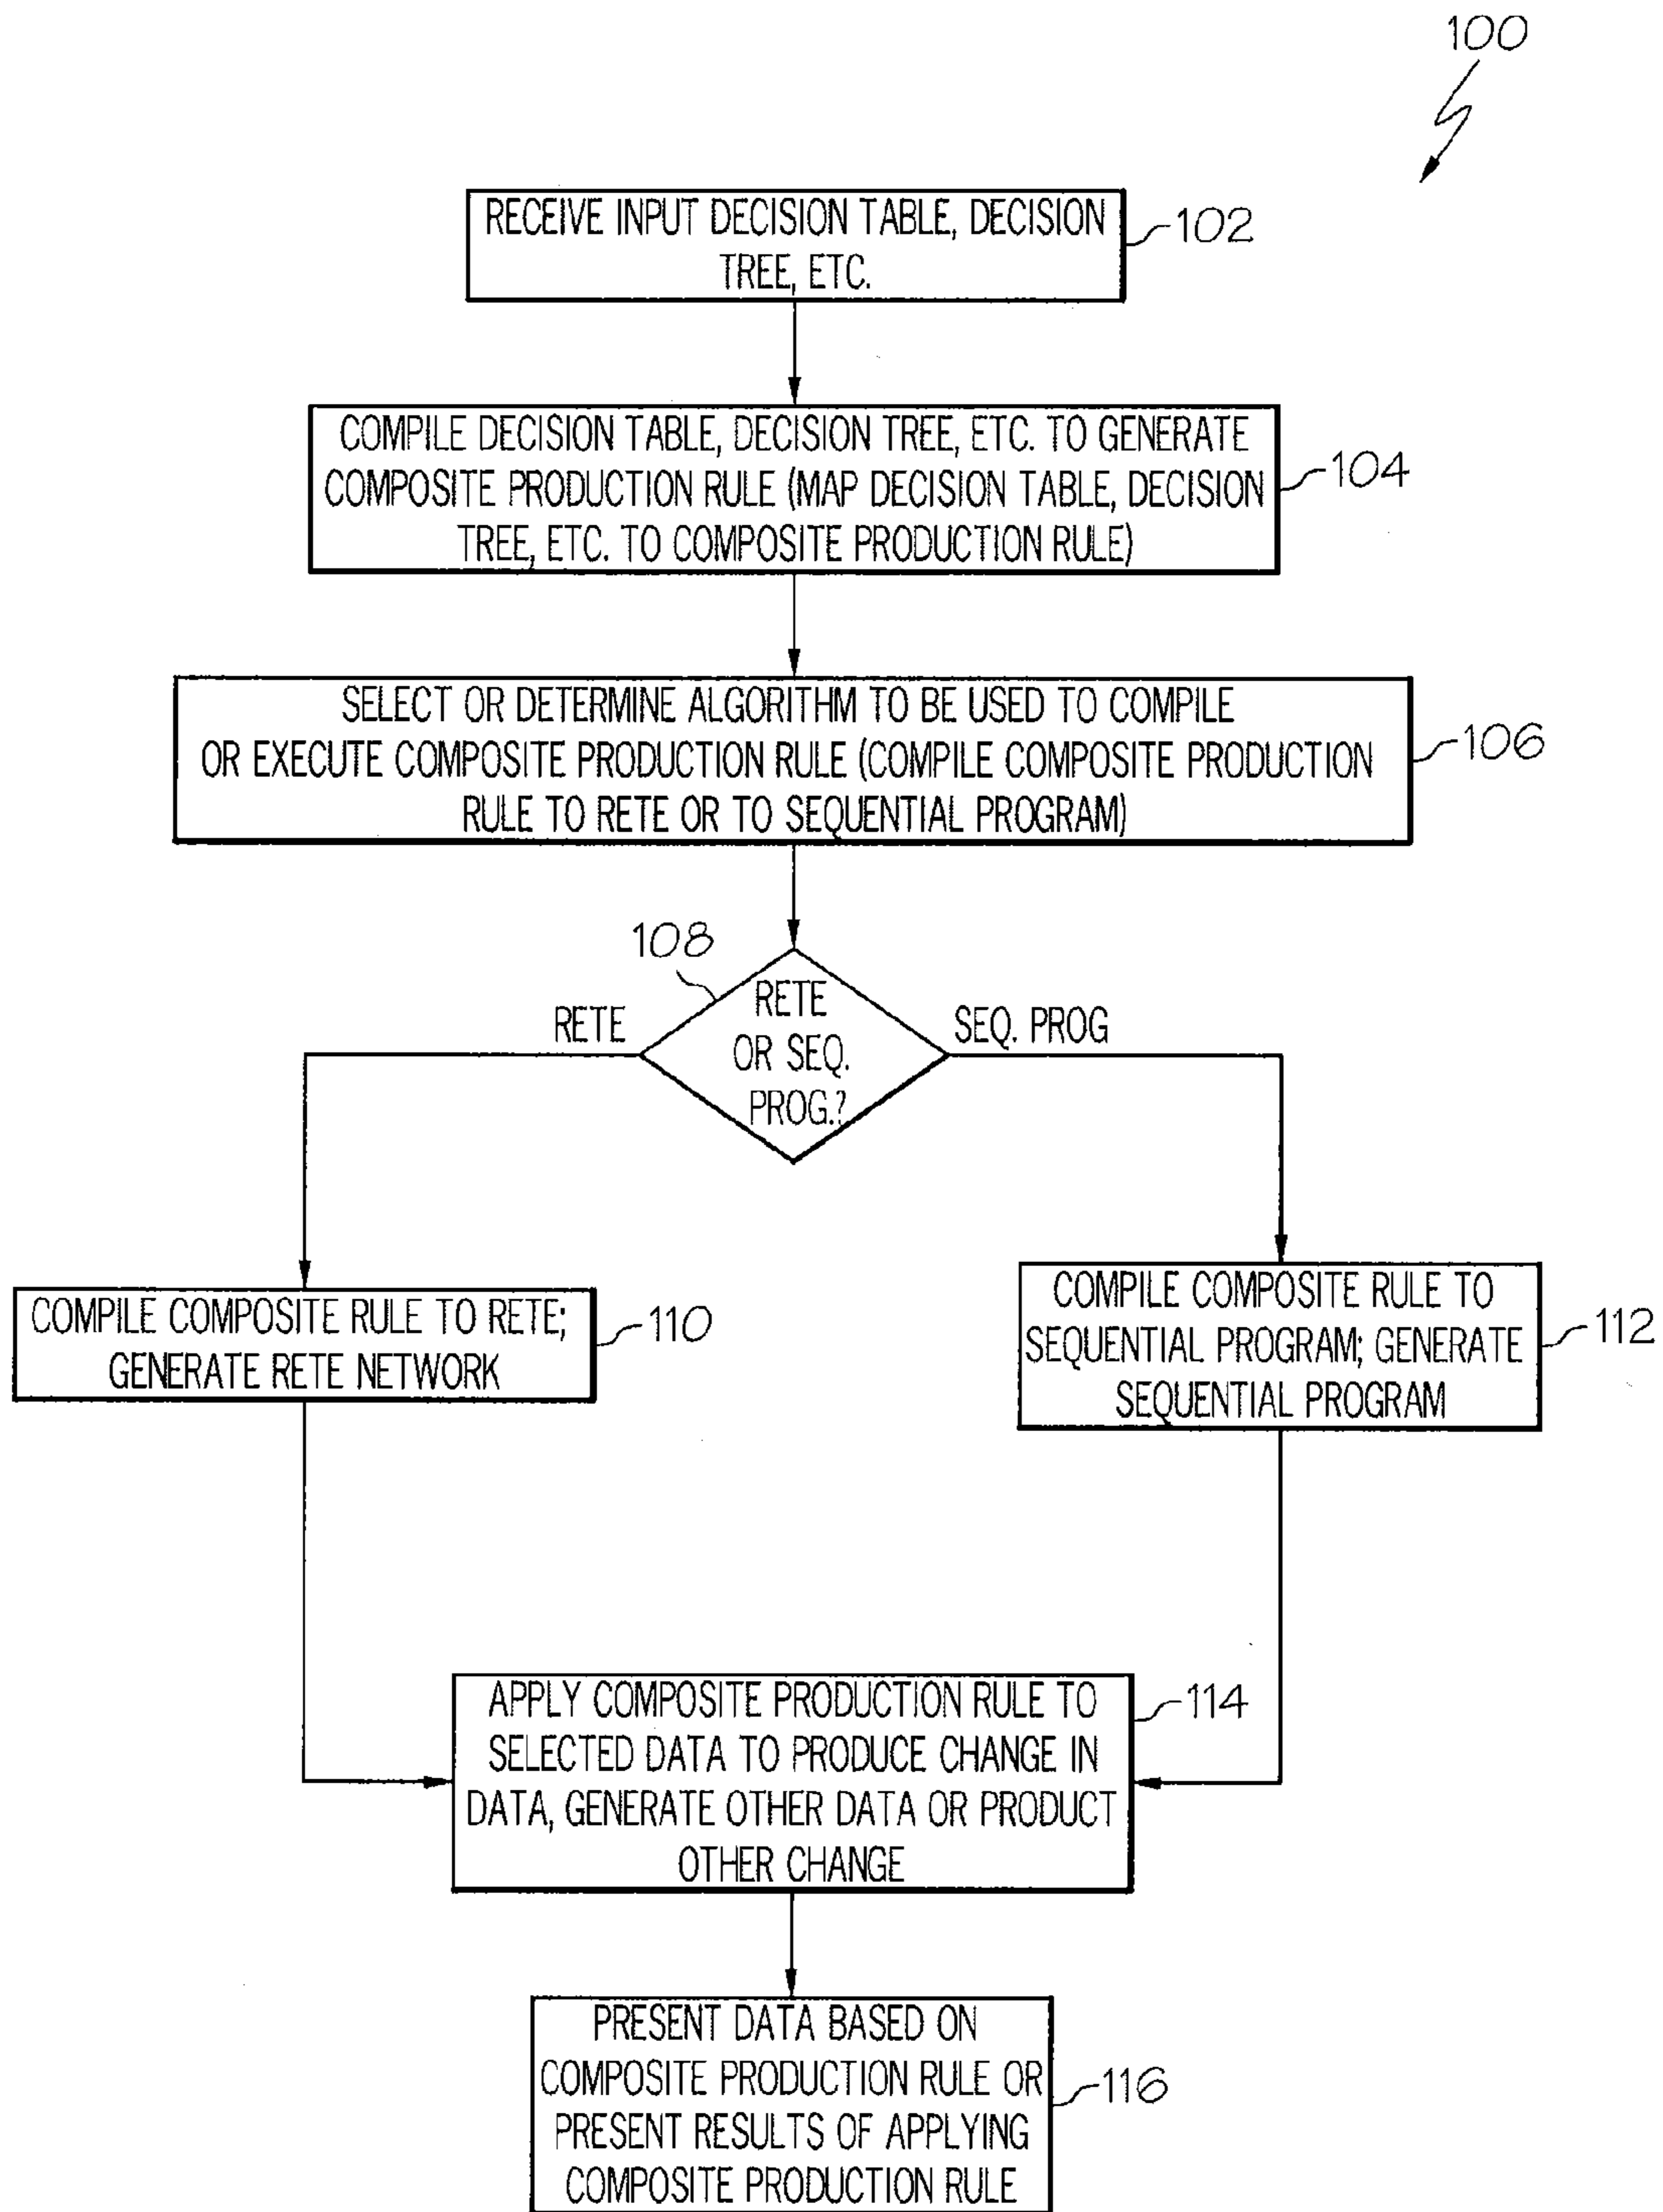 100
RECEIVE INPUT DECISION TABLE, DECISION
TREE, ETC.
102
COMPILE DECISION TABLE, DECISION TREE, ETC. TO GENERATE
COMPOSITE PRODUCTION RULE (MAP DECISION TABLE, DECISION
TREE, ETC. TO COMPOSITE PRODUCTION RULE)
104
SELECT OR DETERMINE ALGORITHM TO BE USED TO COMPILE
OR EXECUTE COMPOSITE PRODUCTION RULE (COMPILE COMPOSITE PRODUCTION
RULE TO RETE OR TO SEQUENTIAL PROGRAM)
106
108
RETE
OR SEQ.
PROG.?
RETE
SEQ. PROG
COMPILE COMPOSITE RULE TO RETE;
GENERATE RETE NETWORK
110
COMPILE COMPOSITE RULE TO
SEQUENTIAL PROGRAM; GENERATE
SEQUENTIAL PROGRAM
112
APPLY COMPOSITE PRODUCTION RULE TO
SELECTED DATA TO PRODUCE CHANGE IN
DATA, GENERATE OTHER DATA OR PRODUCT
OTHER CHANGE
114
PRESENT DATA BASED ON
COMPOSITE PRODUCTION RULE OR
PRESENT RESULTS OF APPLYING
COMPOSITE PRODUCTION RULE
116